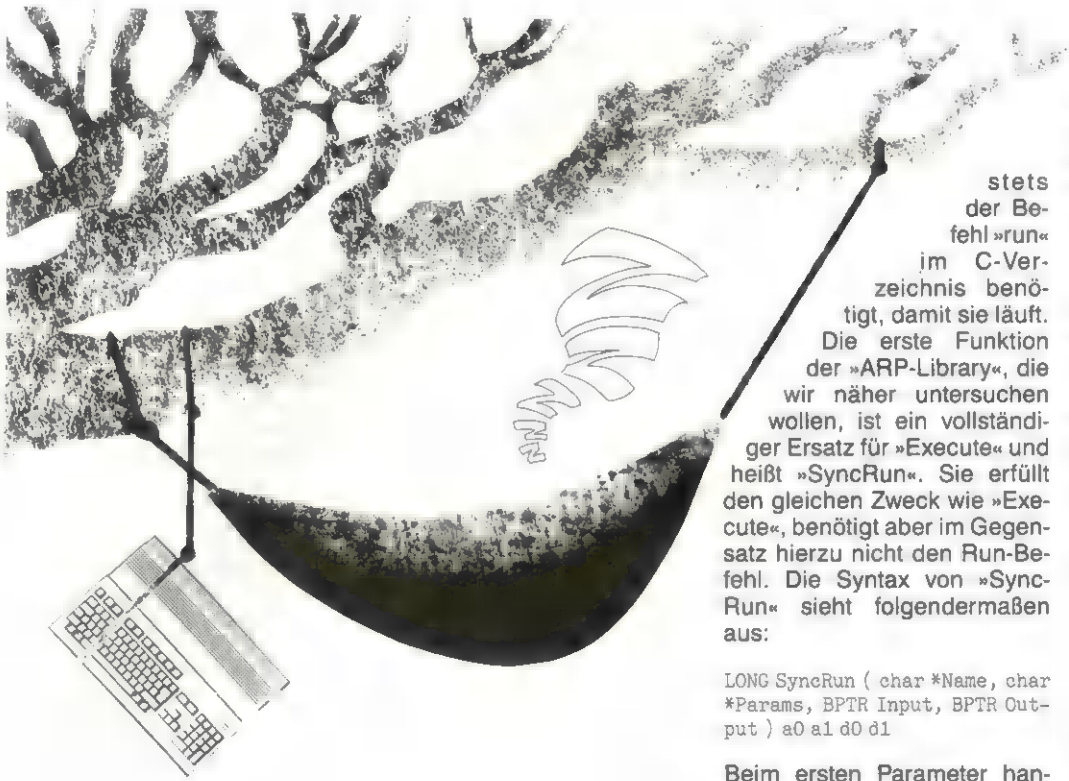 stets
der Be-
fehl »run«
im C-Ver-
zeichnis benö-
tigt, damit sie läuft.
Die erste Funktion
der »ARP-Library«, die
wir näher untersuchen
wollen, ist ein vollständi-
ger Ersatz für »Execute« und
heißt »SyncRun«. Sie erfüllt
den gleichen Zweck wie »Exe-
cute«, benötigt aber im Gegen-
satz hierzu nicht den Run-Be-
fehl. Die Syntax von »Sync-
Run« sieht folgendermaßen
aus:
LONG SyncRun ( char *Name, char
*Params, BPTR Input, BPTR Out-
put ) a0 a1 d0 d1
Beim ersten Parameter han-